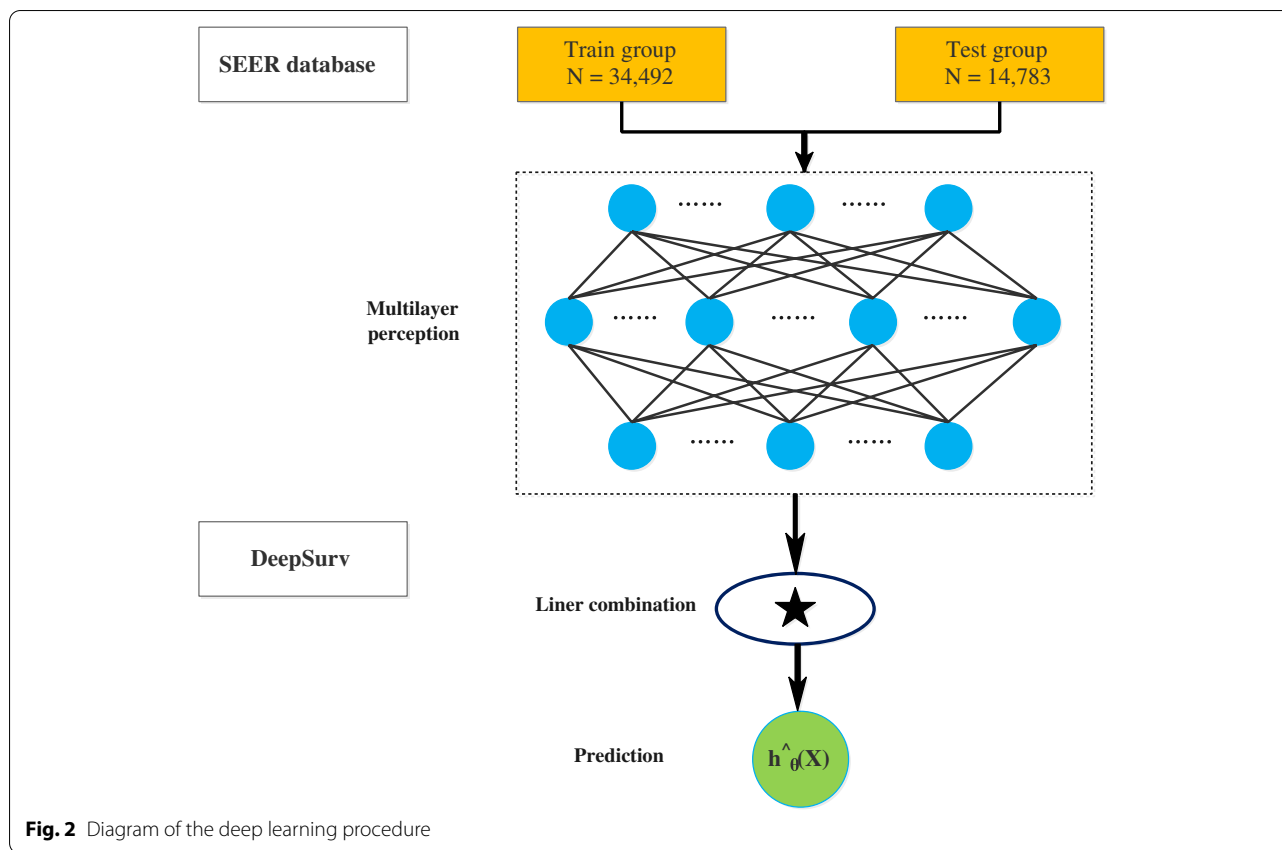 SEER database
Train group
N = 34,492
Test group
N = 14,783
······ ······
Multilayer
perception
······ ······ ······
······ ······
DeepSurv
Liner combination
Prediction
h^θ(X)
Fig. 2 Diagram of the deep learning procedure